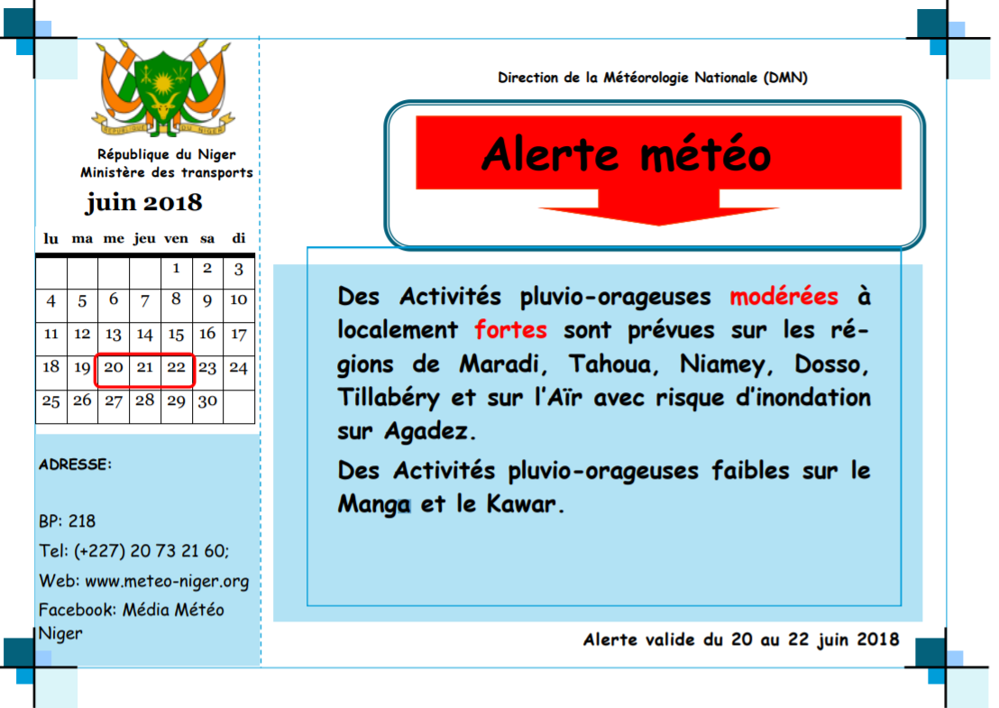 REPUBLIQUE DU NIGER
République du Niger
Ministère des transports
juin 2018
lu ma me jeu ven sa di
1 2 3
4 5 6 7 8 9 10
11 12 13 14 15 16 17
18 19 20 21 22 23 24
25 26 27 28 29 30
ADRESSE:
BP: 218
Tel: (+227) 20 73 21 60;
Web: www.meteo-niger.org
Facebook: Média Météo
Niger
Direction de la Météorologie Nationale (DMN)
Alerte météo
Des Activités pluvio-orageuses modérées à
localement fortes sont prévues sur les ré-
gions de Maradi, Tahoua, Niamey, Dosso,
Tillabéry et sur l’Aïr avec risque d’inondation
sur Agadez.
Des Activités pluvio-orageuses faibles sur le
Manga et le Kawar.
Alerte valide du 20 au 22 juin 2018